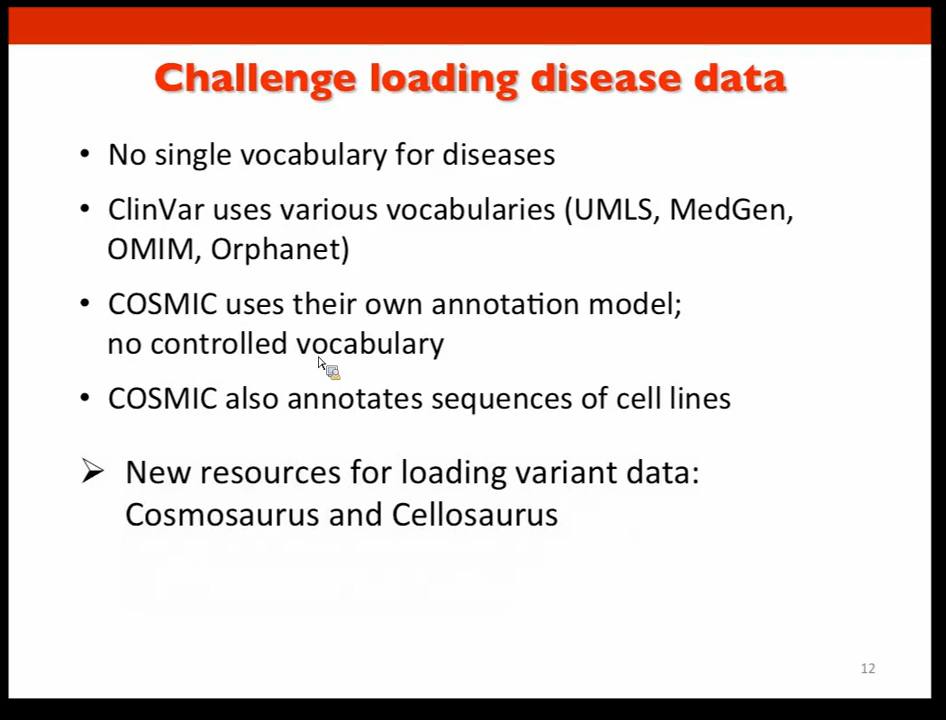 Challenge loading disease data
• No single vocabulary for diseases
• ClinVar uses various vocabularies (UMLS, MedGen,
OMIM, Orphanet)
• COSMIC uses their own annotation model;
no controlled vocabulary
• COSMIC also annotates sequences of cell lines
➢ New resources for loading variant data:
Cosmosaurus and Cellosaurus
12